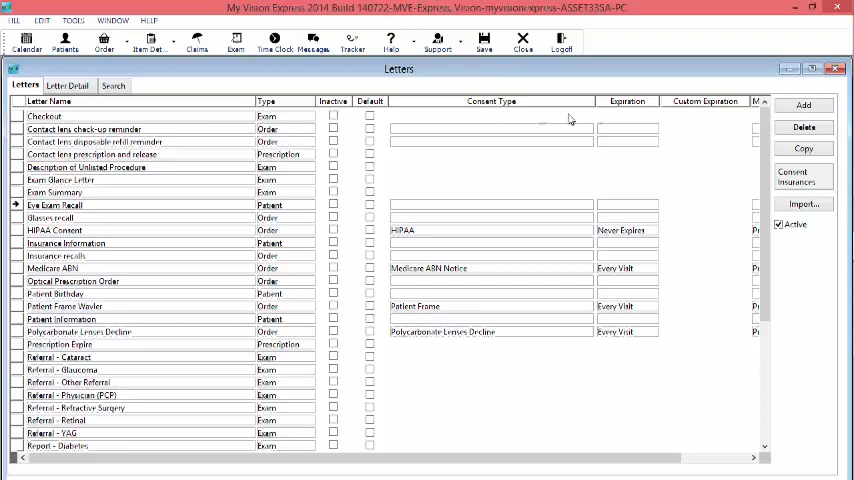 My Vision Express 2014 Build 140722-MVE-Express, Vision-myvisionexpress-ASSET335A-PC
FILL EDIT TOOLS WINDOW HELP
Calendar Patients Order Item Det... Claims Exam Time Clock Messages Tracker Help Support Save Close Logoff
Letters
Letters Letter Detail Search
Letter Name Type Inactive Default Consent Type Expiration Custom Expiration M
Add
Checkout Exam
Contact lens check-up reminder Order
Delete
Contact lens disposable refill reminder Order
Copy
Contact lens prescription and release Prescription
Description of Unlisted Procedure Exam
Consent
Insurances
Exam Glance Letter Exam
Exam Summary Exam
Eye Exam Recall Patient
Import...
Glasses recall Order
Active
HIPAA Consent Order HIPAA Never Expires Pr
Insurance Information Patient
Insurance recalls Order
Medicare ABN Order Medicare ABN Notice Every Visit Pr
Optical Prescription Order Order
Patient Birthday Patient
Patient Frame Wavier Order Patient Frame Every Visit Pr
Patient Information Patient
Polycarbonate Lenses Decline Order Polycarbonate Lenses Decline Every Visit Pr
Prescription Expire Prescription
Referral - Cataract Exam
Referral - Glaucoma Exam
Referral - Other Referral Exam
Referral - Physician (PCP) Exam
Referral - Refractive Surgery Exam
Referral - Retinal Exam
Referral - YAG Exam
Report - Diabetes Exam